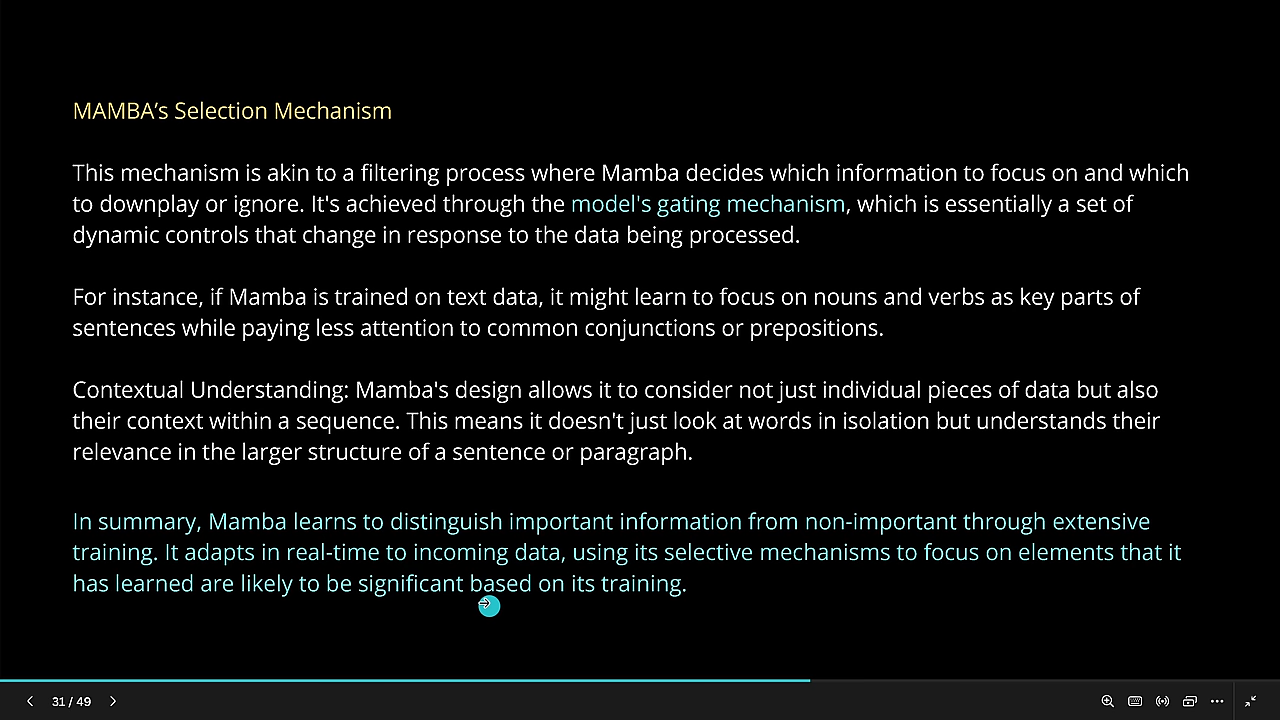 MAMBA’s Selection Mechanism
This mechanism is akin to a filtering process where Mamba decides which information to focus on and which
to downplay or ignore. It's achieved through the model's gating mechanism, which is essentially a set of
dynamic controls that change in response to the data being processed.
For instance, if Mamba is trained on text data, it might learn to focus on nouns and verbs as key parts of
sentences while paying less attention to common conjunctions or prepositions.
Contextual Understanding: Mamba's design allows it to consider not just individual pieces of data but also
their context within a sequence. This means it doesn't just look at words in isolation but understands their
relevance in the larger structure of a sentence or paragraph.
In summary, Mamba learns to distinguish important information from non-important through extensive
training. It adapts in real-time to incoming data, using its selective mechanisms to focus on elements that it
has learned are likely to be significant based on its training.
31 / 49